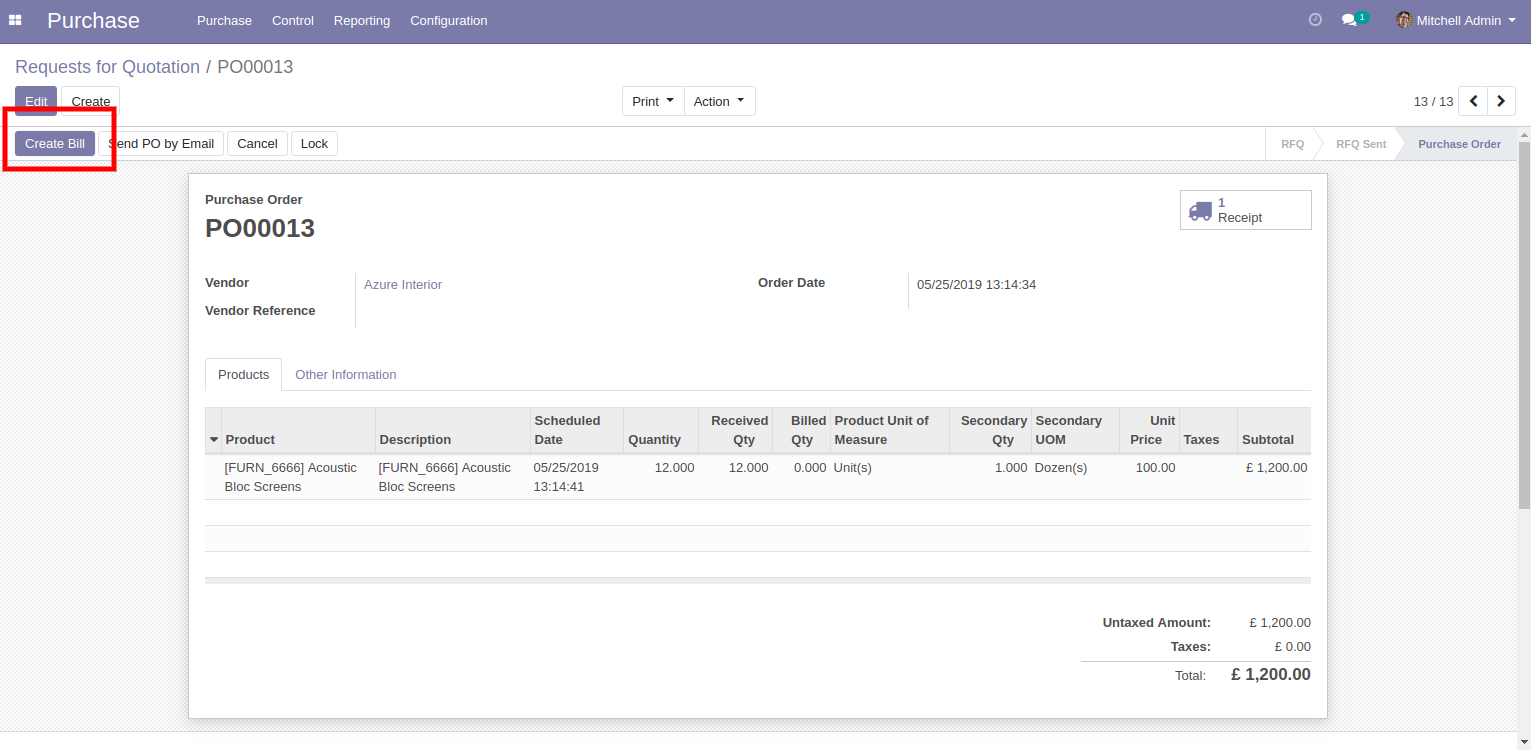 Purchase Purchase Control Reporting Configuration 1 Mitchell Admin
Requests for Quotation / PO00013
Edit Create Print Action 13 / 13
Create Bill Send PO by Email Cancel Lock RFQ RFQ Sent Purchase Order
Purchase Order
PO00013
1
Receipt
Vendor Azure Interior Order Date 05/25/2019 13:14:34
Vendor Reference
Products Other Information
Product Description Scheduled Date Quantity Received Qty Billed Qty Product Unit of Measure Secondary Qty Secondary UOM Unit Price Taxes Subtotal
[FURN_6666] Acoustic [FURN_6666] Acoustic 05/25/2019 12.000 12.000 0.000 Unit(s) 1.000 Dozen(s) 100.00 £ 1,200.00
Bloc Screens Bloc Screens 13:14:41
Untaxed Amount: £ 1,200.00
Taxes: £ 0.00
Total: £ 1,200.00